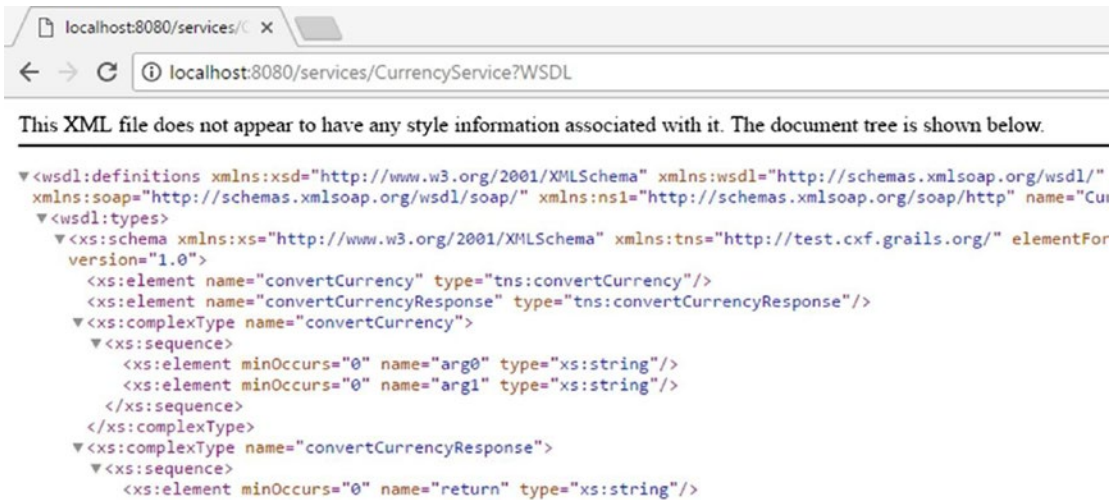 localhost:8080/services/
localhost:8080/services/CurrencyService?WSDL
This XML file does not appear to have any style information associated with it. The document tree is shown below.
▼<wsdl:definitions xmlns:xsd="http://www.w3.org/2001/XMLSchema" xmlns:wsdl="http://schemas.xmlsoap.org/wsdl/"
xmlns:soap="http://schemas.xmlsoap.org/wsdl/soap/" xmlns:ns1="http://schemas.xmlsoap.org/soap/http" name="Cur
▼<wsdl:types>
▼<xs:schema xmlns:xs="http://www.w3.org/2001/XMLSchema" xmlns:tns="http://test.cxf.grails.org/" elementFor
version="1.0">
<xs:element name="convertCurrency" type="tns:convertCurrency"/>
<xs:element name="convertCurrencyResponse" type="tns:convertCurrencyResponse"/>
▼<xs:complexType name="convertCurrency">
▼<xs:sequence>
<xs:element minOccurs="0" name="arg0" type="xs:string"/>
<xs:element minOccurs="0" name="arg1" type="xs:string"/>
</xs:sequence>
</xs:complexType>
▼<xs:complexType name="convertCurrencyResponse">
▼<xs:sequence>
<xs:element minOccurs="0" name="return" type="xs:string"/>